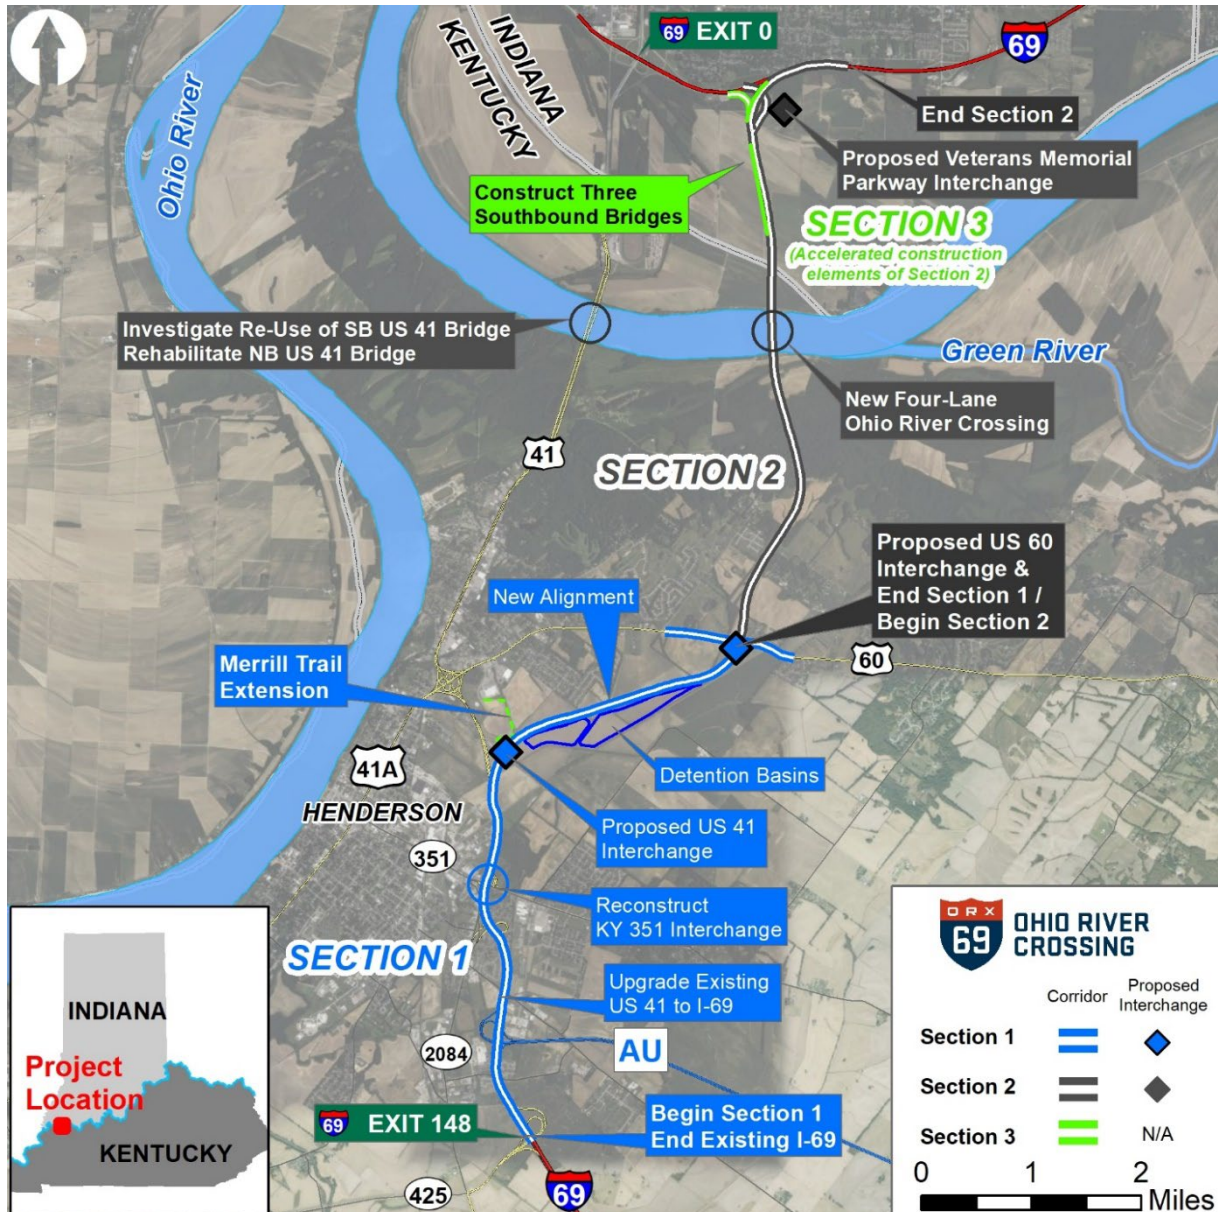 69 EXIT 0
69
INDIANA
KENTUCKY
Ohio River
End Section 2
Proposed Veterans Memorial
Parkway Interchange
Construct Three
Southbound Bridges
SECTION 3
(Accelerated construction
elements of Section 2)
Investigate Re-Use of SB US 41 Bridge
Rehabilitate NB US 41 Bridge
Green River
New Four-Lane
Ohio River Crossing
41
SECTION 2
Proposed US 60
Interchange &
End Section 1 /
Begin Section 2
New Alignment
60
Merrill Trail
Extension
41A
Detention Basins
HENDERSON
Proposed US 41
Interchange
351
Reconstruct
KY 351 Interchange
SECTION 1
Upgrade Existing
US 41 to I-69
2084
AU
69 EXIT 148
Begin Section 1
End Existing I-69
425
69
INDIANA
Project
Location
KENTUCKY
ORX
69
OHIO RIVER
CROSSING
Corridor
Proposed
Interchange
Section 1
Section 2
Section 3
N/A
0 1 2
Miles